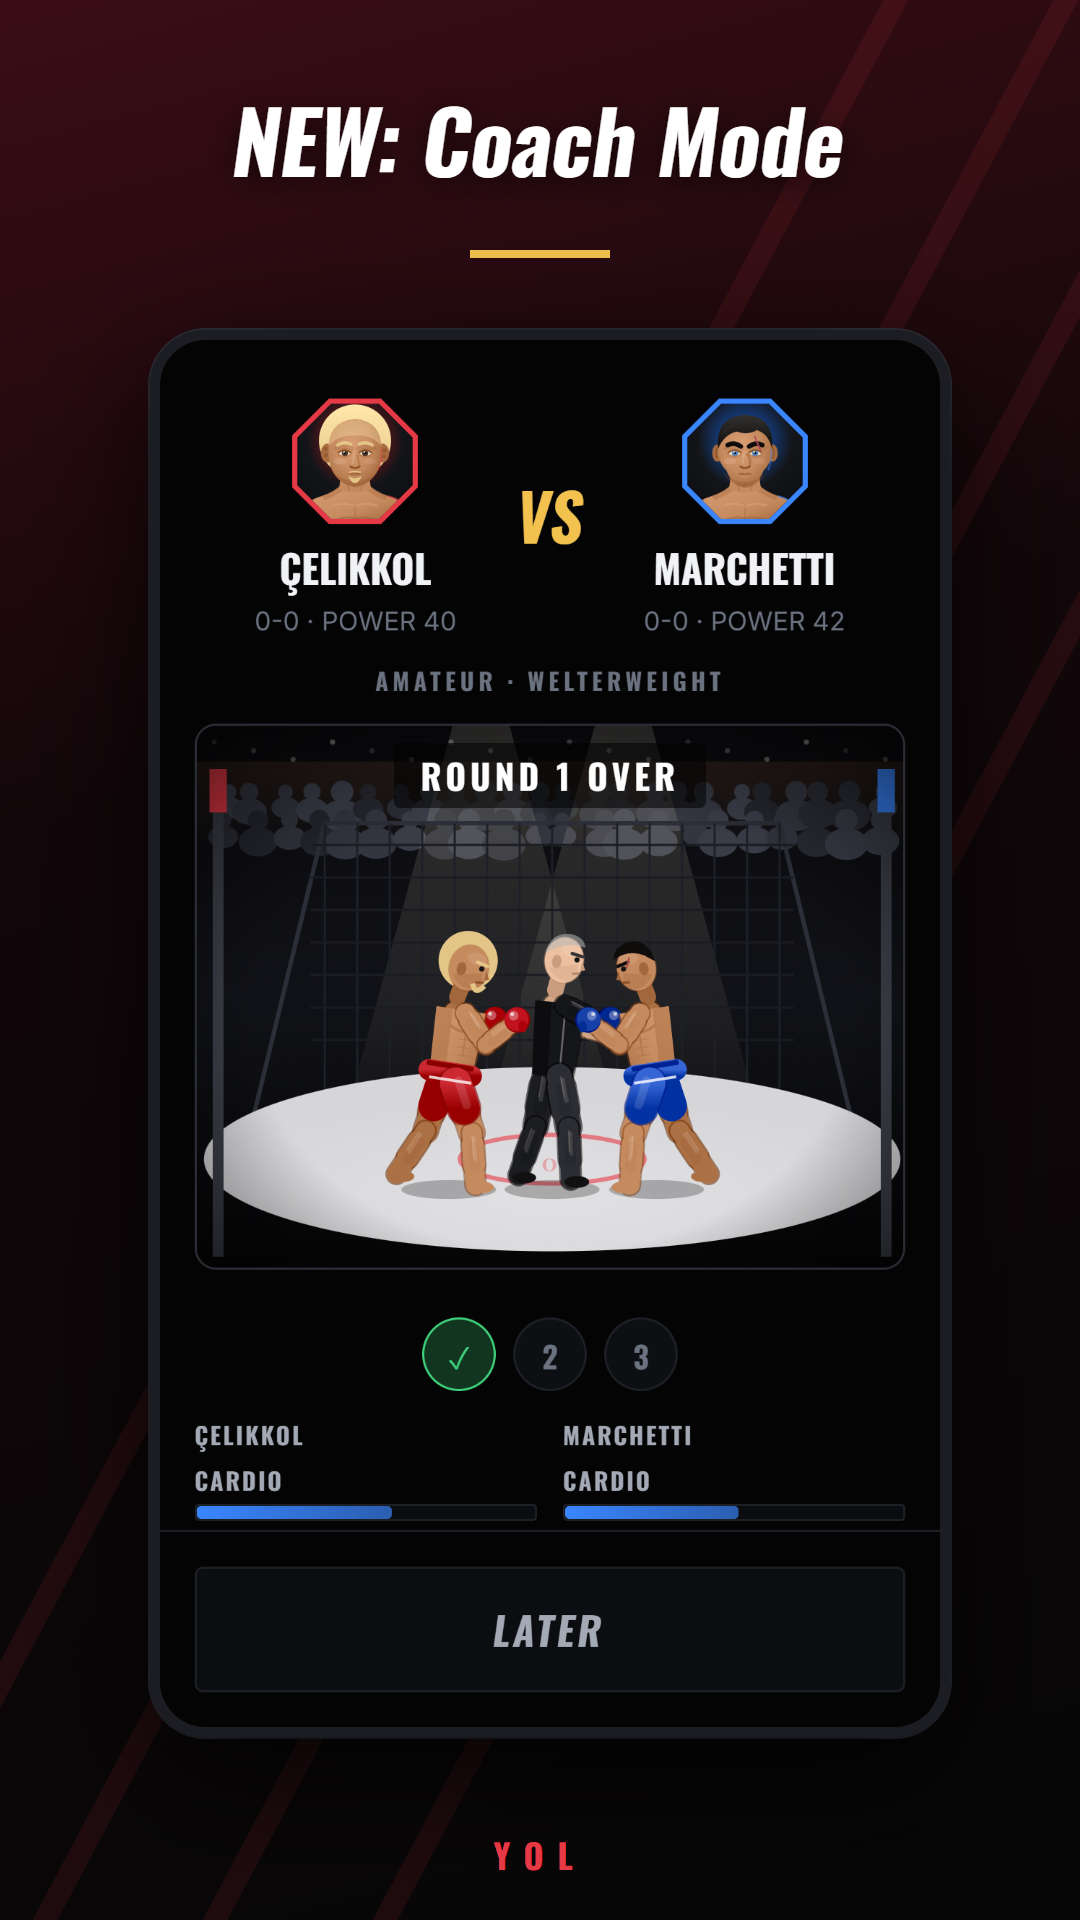 NEW: Coach Mode
VS
ÇELIKKOL
MARCHETTI
0-0 · POWER 40
0-0 · POWER 42
AMATEUR · WELTERWEIGHT
ROUND 1 OVER
✓
2
3
ÇELIKKOL
MARCHETTI
CARDIO
CARDIO
LATER
YOL